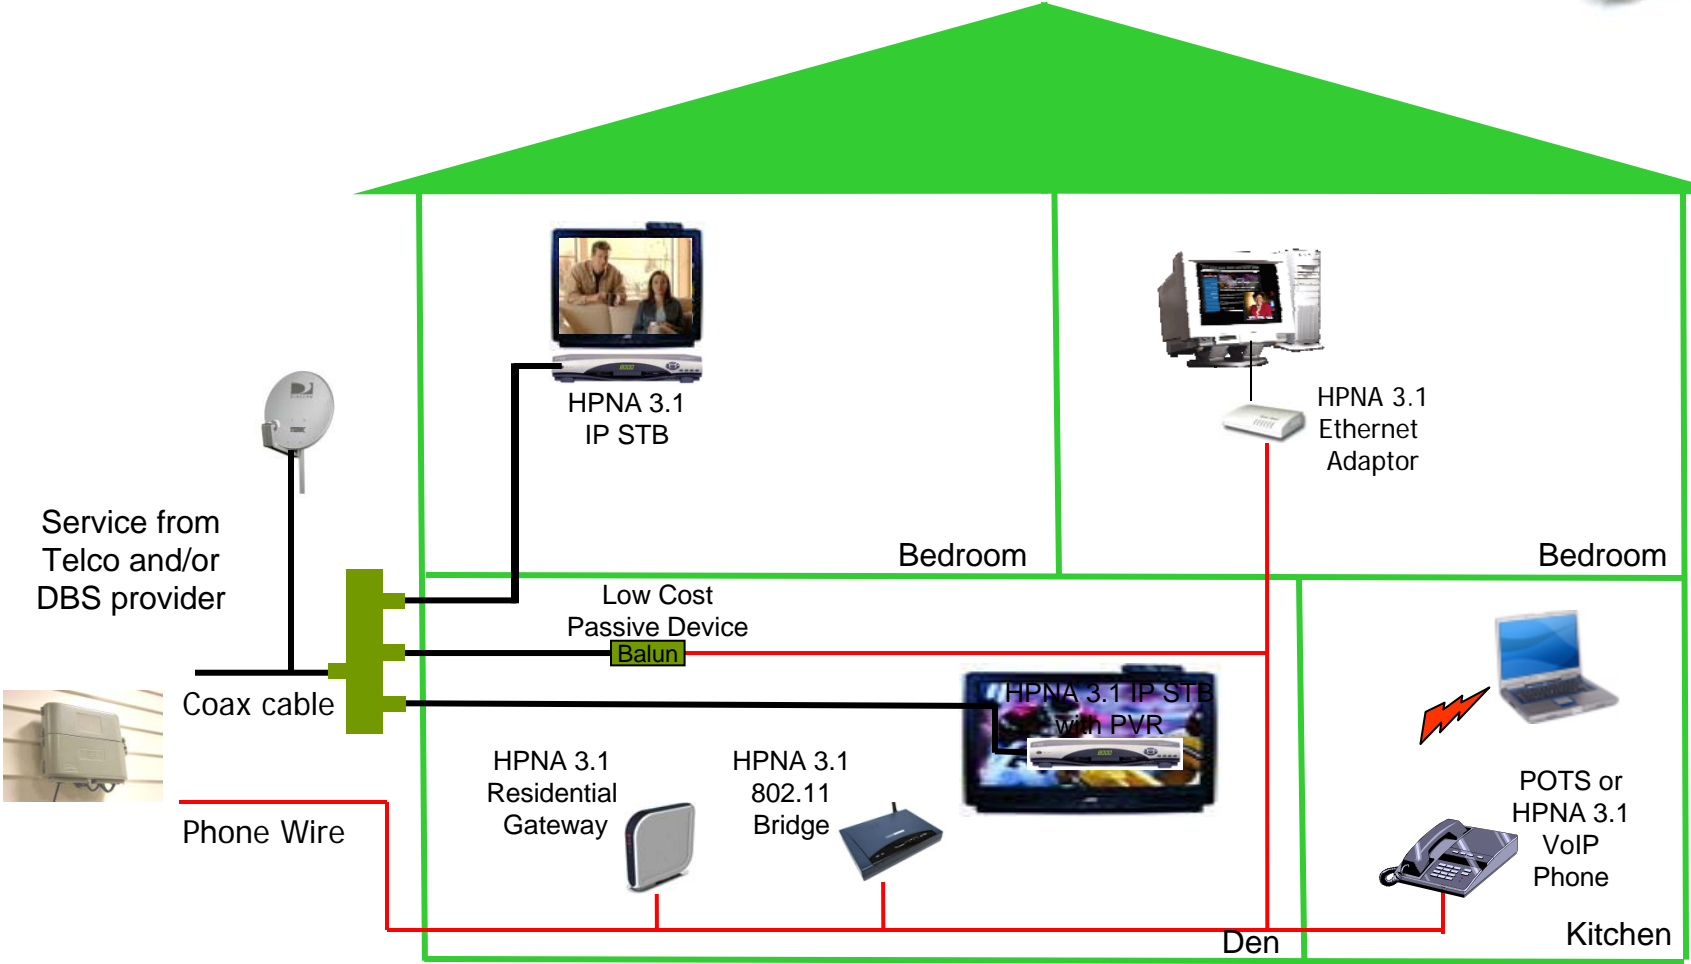 HPNA 3.1
IP STB
HPNA 3.1
Ethernet
Adaptor
Service from
Telco and/or
DBS provider
Bedroom
Bedroom
Low Cost
Passive Device
Balun
Coax cable
HPNA 3.1 IP STB
with PVR
8000
8000
HPNA 3.1
Residential
Gateway
HPNA 3.1
802.11
Bridge
POTS or
HPNA 3.1
VoIP
Phone
Phone Wire
Den
Kitchen